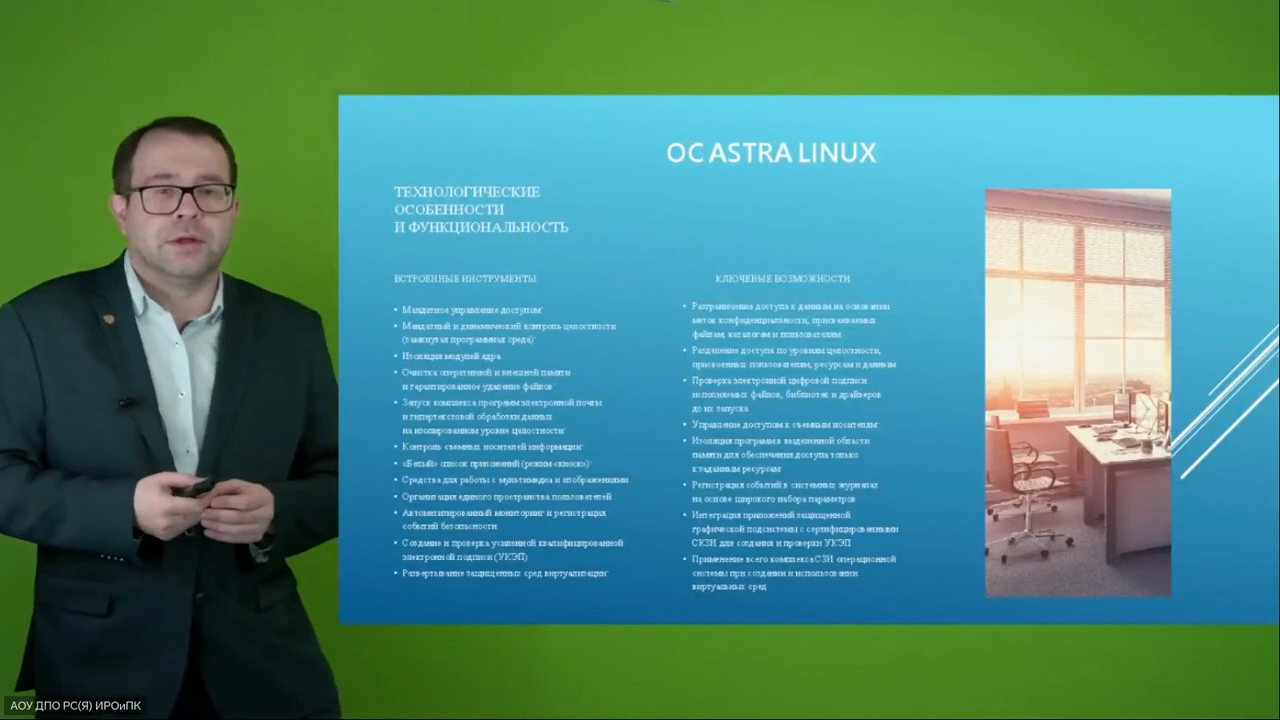 ОС ASTRA LINUX
ТЕХНОЛОГИЧЕСКИЕ
ОСОБЕННОСТИ
И ФУНКЦИОНАЛЬНОСТЬ
ВСТРОЕННЫЕ ИНСТРУМЕНТЫ
• Мандатное управление доступом
• Мандатный и динамический контроль целостности
(замкнутая программная среда)
• Изоляция модулей ядра
• Очистка оперативной и внешней памяти
и гарантированное удаление файлов
• Запуск комплекса программ электронной почты
и гипертекстовой обработки данных
на изолированном уровне целостности
• Контроль съемных носителей информации
• «Белый» список приложений (режим «киоск»)
• Средства для работы с мультимедиа и изображениями
• Организация единого пространства пользователей
• Автоматизированный мониторинг и регистрация
событий безопасности
• Создание и проверка усиленной квалифицированной
электронной подписи (УКЭП)
• Развертывание защищенных сред виртуализации
КЛЮЧЕВЫЕ ВОЗМОЖНОСТИ
• Разграничение доступа к данным на основании
меток конфиденциальности, присваиваемых
файлам, каталогам и пользователям
• Разделение доступа по уровням целостности,
присвоенных пользователям, ресурсам и данным
• Проверка электронной цифровой подписи
исполняемых файлов, библиотек и драйверов
до их запуска
• Управление доступом к съемным носителям
• Изоляция программ в выделенной области
памяти для обеспечения доступа только
к заданным ресурсам
• Регистрация событий в системных журналах
на основе широкого набора параметров
• Интеграция приложений защищенной
графической подсистемы с сертифицированными
СКЗИ для создания и проверки УКЭП
• Применение всего комплекса СЗИ операционной
системы при создании и использовании
виртуальных сред
АОУ ДПО РС(Я) ИРОиПК